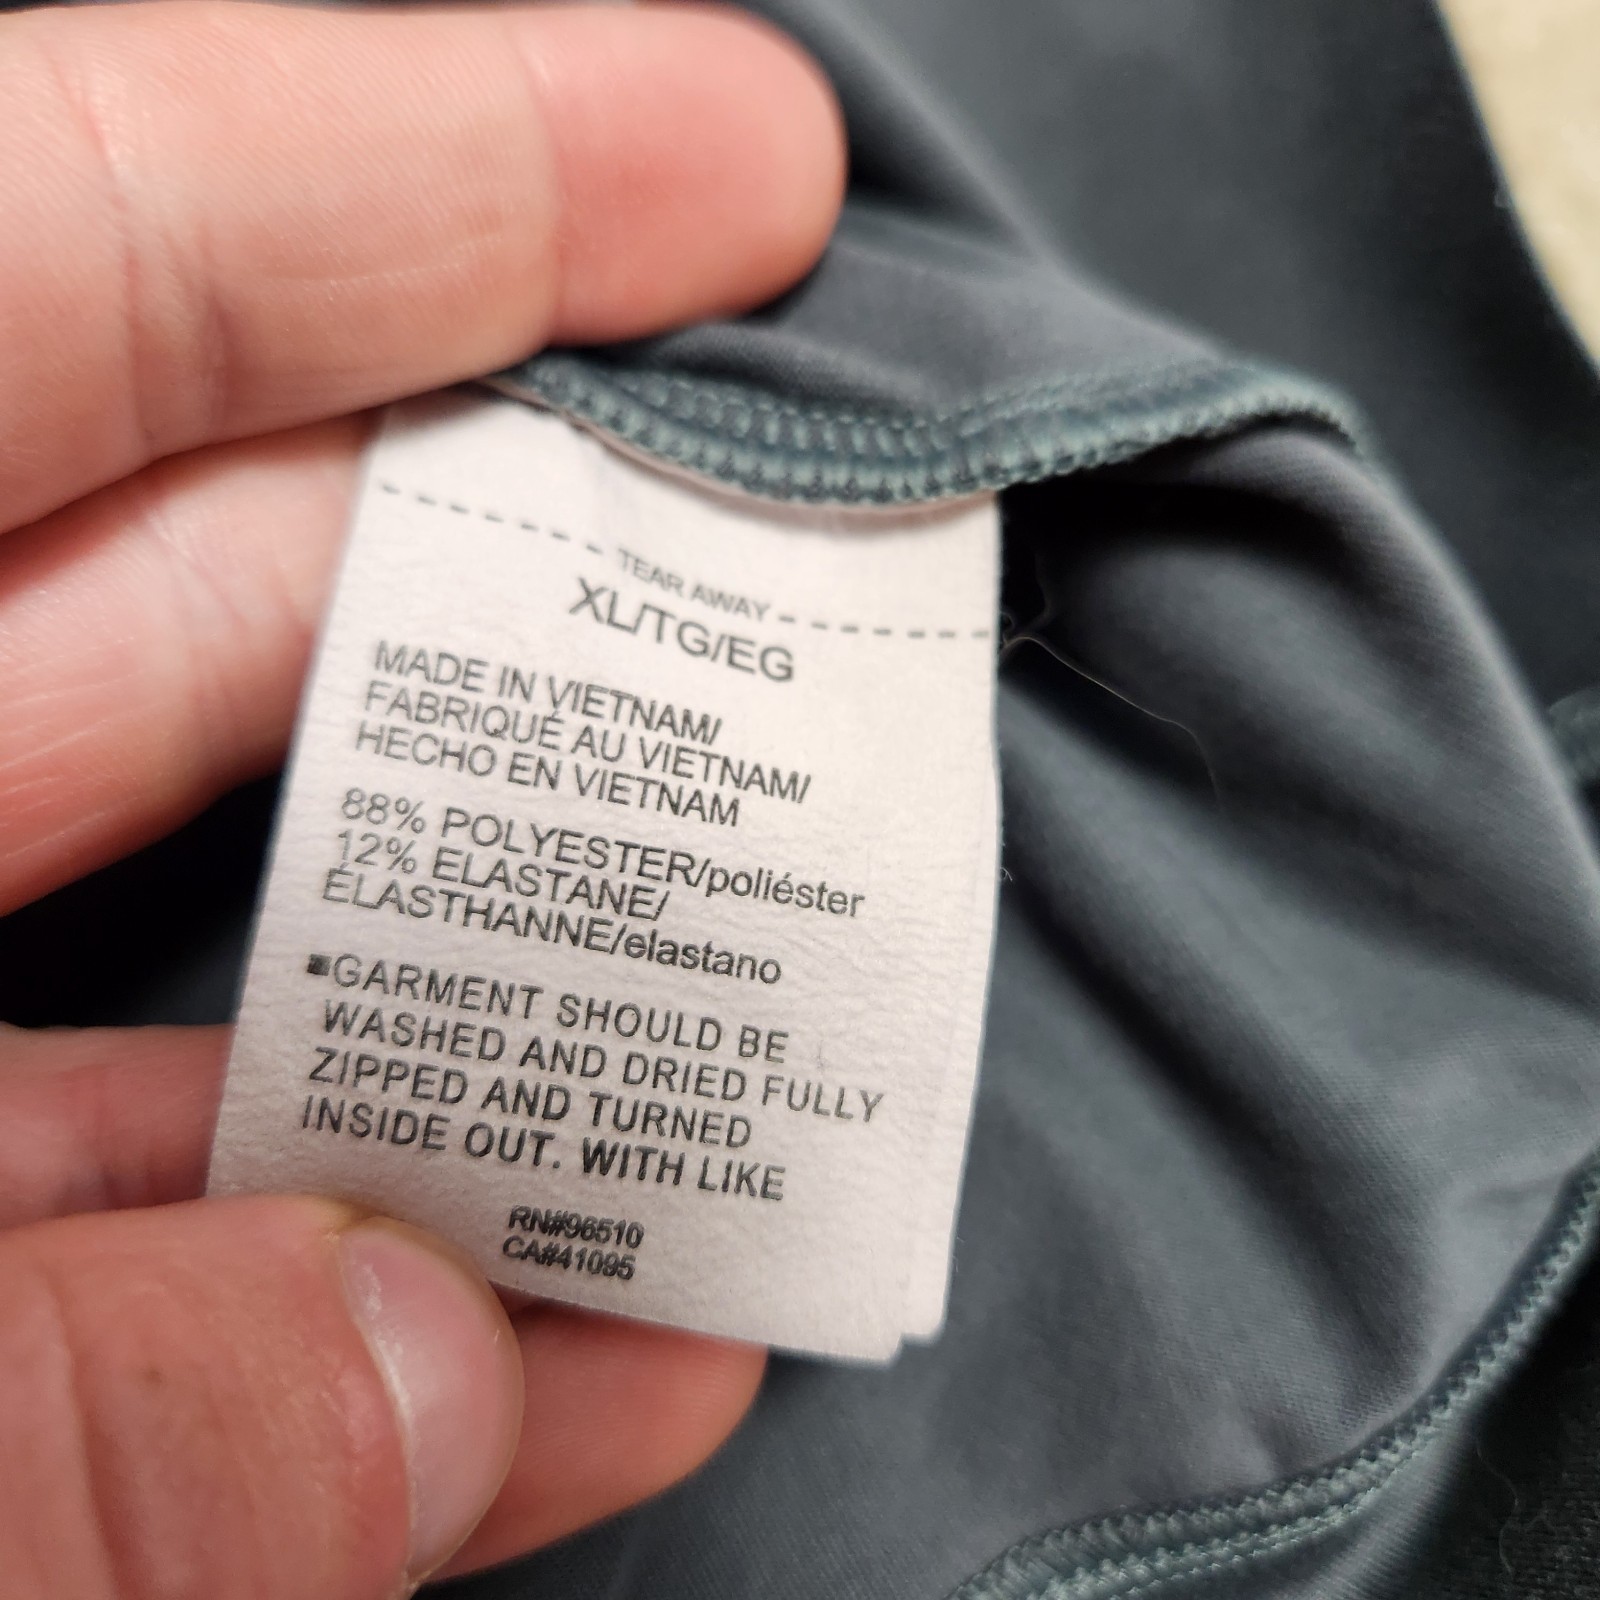 TEAR AWAY
XL/TG/EG
MADE IN VIETNAM/
FABRIQUÉ AU VIETNAM/
HECHO EN VIETNAM
88% POLYESTER/poliéster
12% ELASTANE/
ÉLASTHANNE/elastano
▪GARMENT SHOULD BE
WASHED AND DRIED FULLY
ZIPPED AND TURNED
INSIDE OUT. WITH LIKE
RN#96510
CA#41095